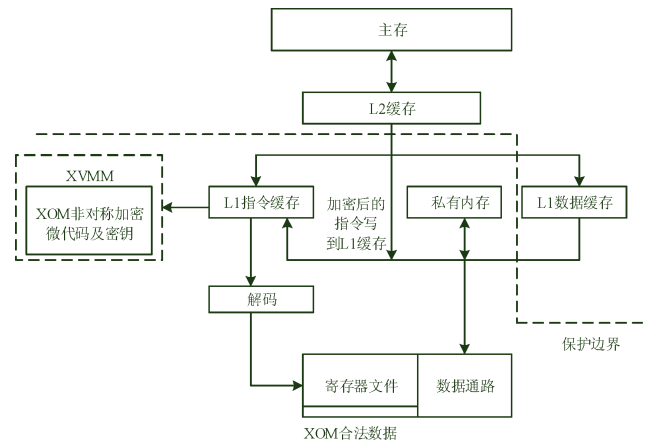 主存
L2缓存
XVMM
XOM非对称加密
微代码及密钥
L1指令缓存
加密后的
指令写
到L1缓存
私有内存
L1数据缓存
解码
保护边界
寄存器文件
数据通路
XOM合法数据